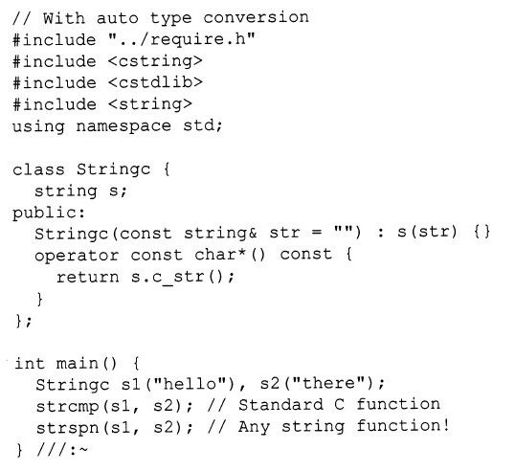 // With auto type conversion
#include "../require.h"
#include <cstring>
#include <cstdlib>
#include <string>
using namespace std;

class Stringc {
  string s;
public:
  Stringc(const string& str = "") : s(str) {}
  operator const char*() const {
    return s.c_str();
  }
};

int main() {
  Stringc s1("hello"), s2("there");
  strcmp(s1, s2); // Standard C function
  strspn(s1, s2); // Any string function!
} ///:~